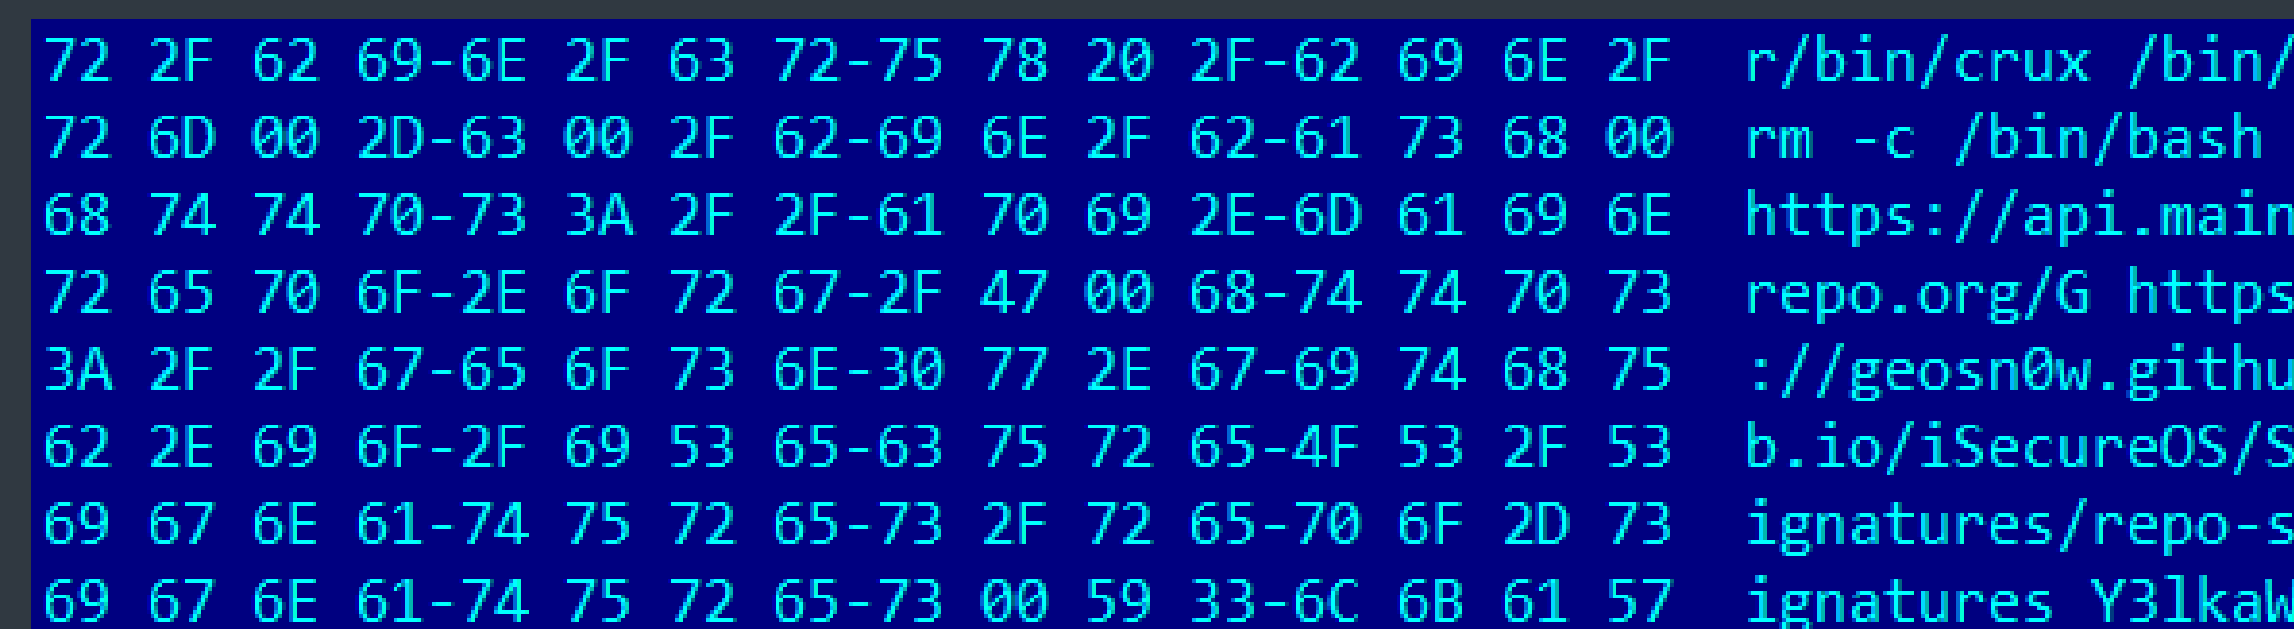 72 2F 62 69-6E 2F 63 72-75 78 20 2F-62 69 6E 2F r/bin/crux /bin/
72 6D 00 2D-63 00 2F 62-69 6E 2F 62-61 73 68 00 rm -c /bin/bash
68 74 74 70-73 3A 2F 2F-61 70 69 2E-6D 61 69 6E https://api.main
72 65 70 6F-2E 6F 72 67-2F 47 00 68-74 74 70 73 repo.org/G https
3A 2F 2F 67-65 6F 73 6E-30 77 2E 67-69 74 68 75 ://geosn0w.githu
62 2E 69 6F-2F 69 53 65-63 75 72 65-4F 53 2F 53 b.io/iSecureOS/S
69 67 6E 61-74 75 72 65-73 2F 72 65-70 6F 2D 73 ignatures/repo-s
69 67 6E 61-74 75 72 65-73 00 59 33-6C 6B 61 57 ignatures Y3lkaW